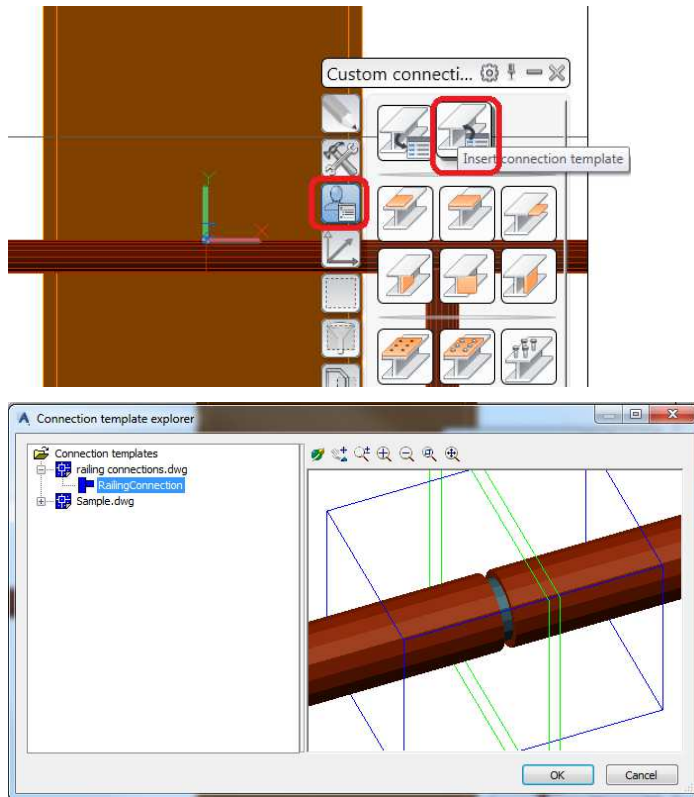 Custom connecti...
Insert connection template
Y
X
Connection template explorer
Connection templates
railing connections.dwg
RailingConnection
Sample.dwg
OK
Cancel